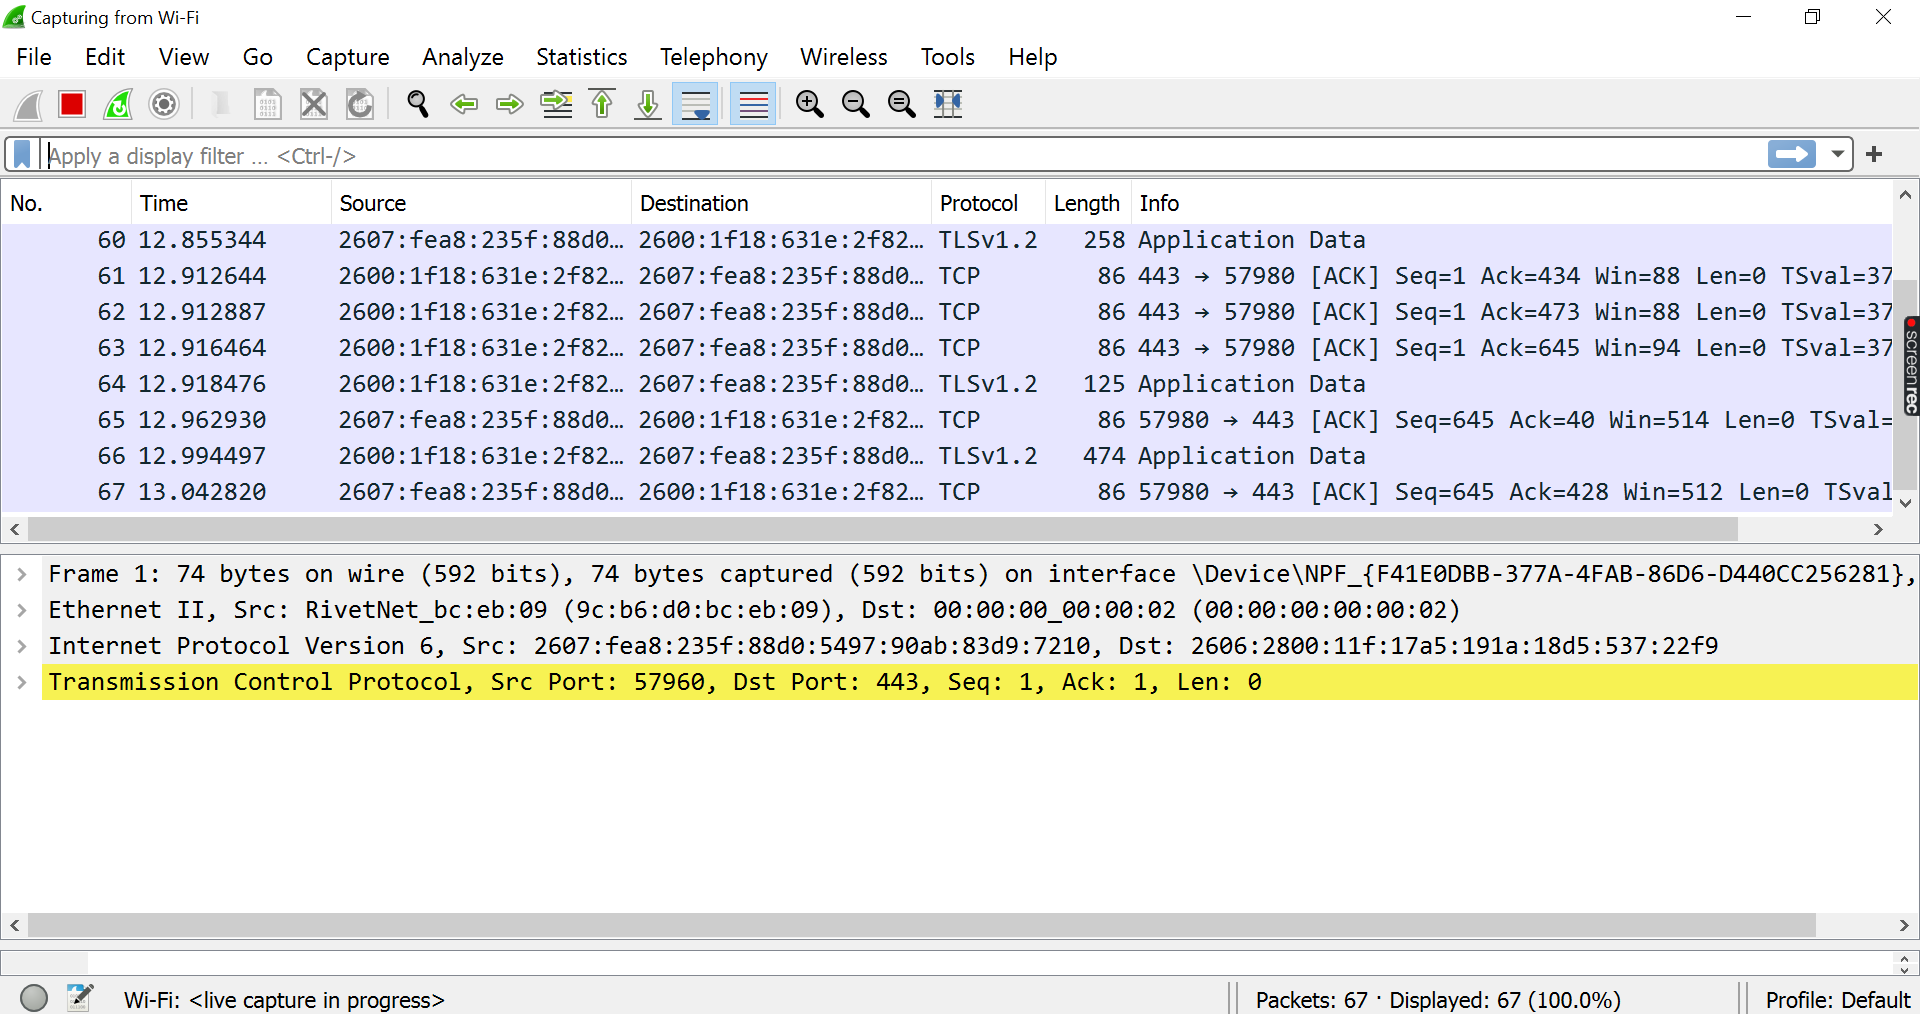 Capturing from Wi-Fi
File Edit View Go Capture Analyze Statistics Telephony Wireless Tools Help
Apply a display filter ... <Ctrl-/>
No. Time Source Destination Protocol Length Info
60 12.855344 2607:fea8:235f:88d0… 2600:1f18:631e:2f82… TLSv1.2 258 Application Data
61 12.912644 2600:1f18:631e:2f82… 2607:fea8:235f:88d0… TCP 86 443 → 57980 [ACK] Seq=1 Ack=434 Win=88 Len=0 TSval=37
62 12.912887 2600:1f18:631e:2f82… 2607:fea8:235f:88d0… TCP 86 443 → 57980 [ACK] Seq=1 Ack=473 Win=88 Len=0 TSval=37
63 12.916464 2600:1f18:631e:2f82… 2607:fea8:235f:88d0… TCP 86 443 → 57980 [ACK] Seq=1 Ack=645 Win=94 Len=0 TSval=37
64 12.918476 2600:1f18:631e:2f82… 2607:fea8:235f:88d0… TLSv1.2 125 Application Data
65 12.962930 2607:fea8:235f:88d0… 2600:1f18:631e:2f82… TCP 86 57980 → 443 [ACK] Seq=645 Ack=40 Win=514 Len=0 TSval=
66 12.994497 2600:1f18:631e:2f82… 2607:fea8:235f:88d0… TLSv1.2 474 Application Data
67 13.042820 2607:fea8:235f:88d0… 2600:1f18:631e:2f82… TCP 86 57980 → 443 [ACK] Seq=645 Ack=428 Win=512 Len=0 TSval
screenrec
Frame 1: 74 bytes on wire (592 bits), 74 bytes captured (592 bits) on interface \Device\NPF_{F41E0DBB-377A-4FAB-86D6-D440CC256281},
Ethernet II, Src: RivetNet_bc:eb:09 (9c:b6:d0:bc:eb:09), Dst: 00:00:00_00:00:02 (00:00:00:00:00:02)
Internet Protocol Version 6, Src: 2607:fea8:235f:88d0:5497:90ab:83d9:7210, Dst: 2606:2800:11f:17a5:191a:18d5:537:22f9
Transmission Control Protocol, Src Port: 57960, Dst Port: 443, Seq: 1, Ack: 1, Len: 0
Wi-Fi: <live capture in progress>
Packets: 67 · Displayed: 67 (100.0%)
Profile: Default